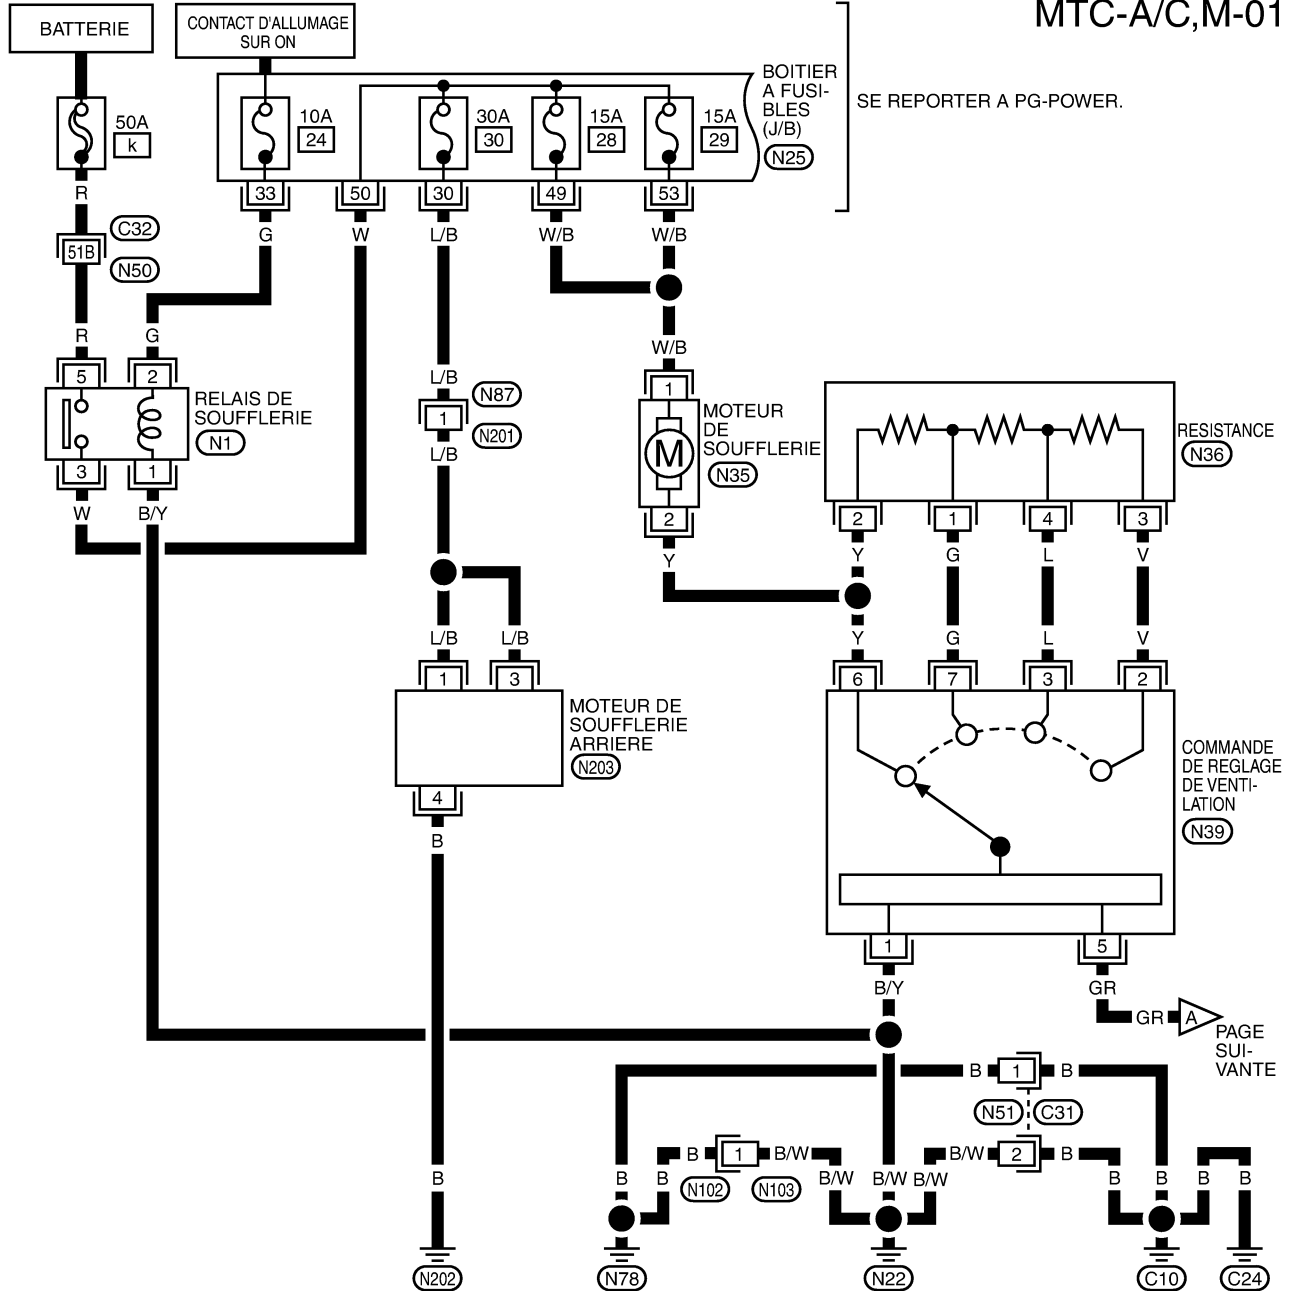 MTC-A/C,M-01
BATTERIE
CONTACT D'ALLUMAGE
SUR ON
BOITIER
A FUSI-
BLES
(J/B)
N25
SE REPORTER A PG-POWER.
50A
k
10A
24
30A
30
15A
28
15A
29
33
50
30
49
53
R
G
W
L/B
W/B
W/B
C32
51B
N50
R
G
W/B
5
2
RELAIS DE
SOUFFLERIE
N1
3
1
W
B/Y
L/B
N87
1
N201
L/B
1
MOTEUR
DE
SOUFFLERIE
N35
M
2
Y
RESISTANCE
N36
2
1
4
3
Y
G
L
V
Y
G
L
V
L/B
L/B
1
3
MOTEUR DE
SOUFFLERIE
ARRIERE
N203
4
B
6
7
3
2
COMMANDE
DE REGLAGE
DE VENTI-
LATION
N39
1
5
B/Y
GR
GR
A
PAGE
SUI-
VANTE
B
1
B
N51
C31
B
1
B/W
B/W
2
B
N102
N103
B
B
B
B/W
B/W
B/W
B
B
B
B
N202
N78
N22
C10
C24